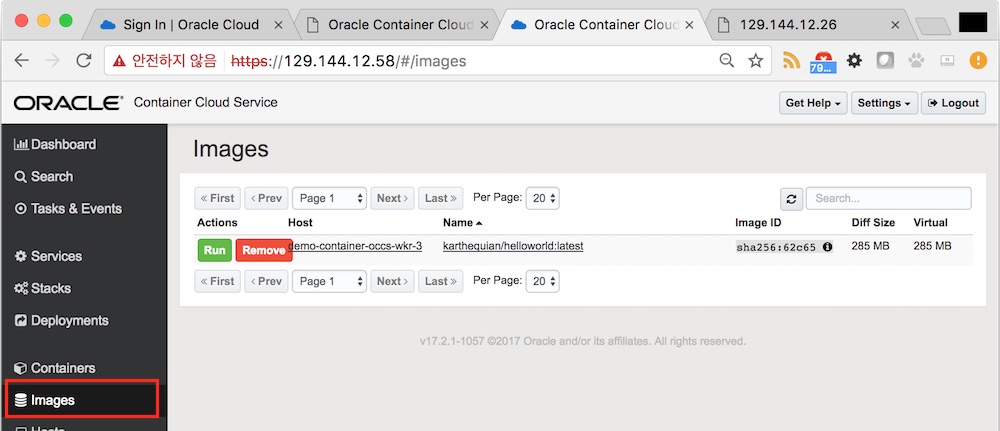 Sign In | Oracle Cloud
Oracle Container Cloud
Oracle Container Cloud
129.144.12.26
안전하지 않음 https://129.144.12.58/#/images
79...
ORACLE® Container Cloud Service
Get Help
Settings
Logout
Dashboard
Search
Tasks & Events
Services
Stacks
Deployments
Containers
Images
Hosts
Images
« First ‹ Prev Page 1 Next › Last » Per Page: 20 Search...
Actions Host Name Image ID Diff Size Virtual
Run Remove demo-container-occs-wkr-3 karthequian/helloworld:latest sha256:62c65 285 MB 285 MB
« First ‹ Prev Page 1 Next › Last » Per Page: 20
v17.2.1-1057 ©2017 Oracle and/or its affiliates. All rights reserved.